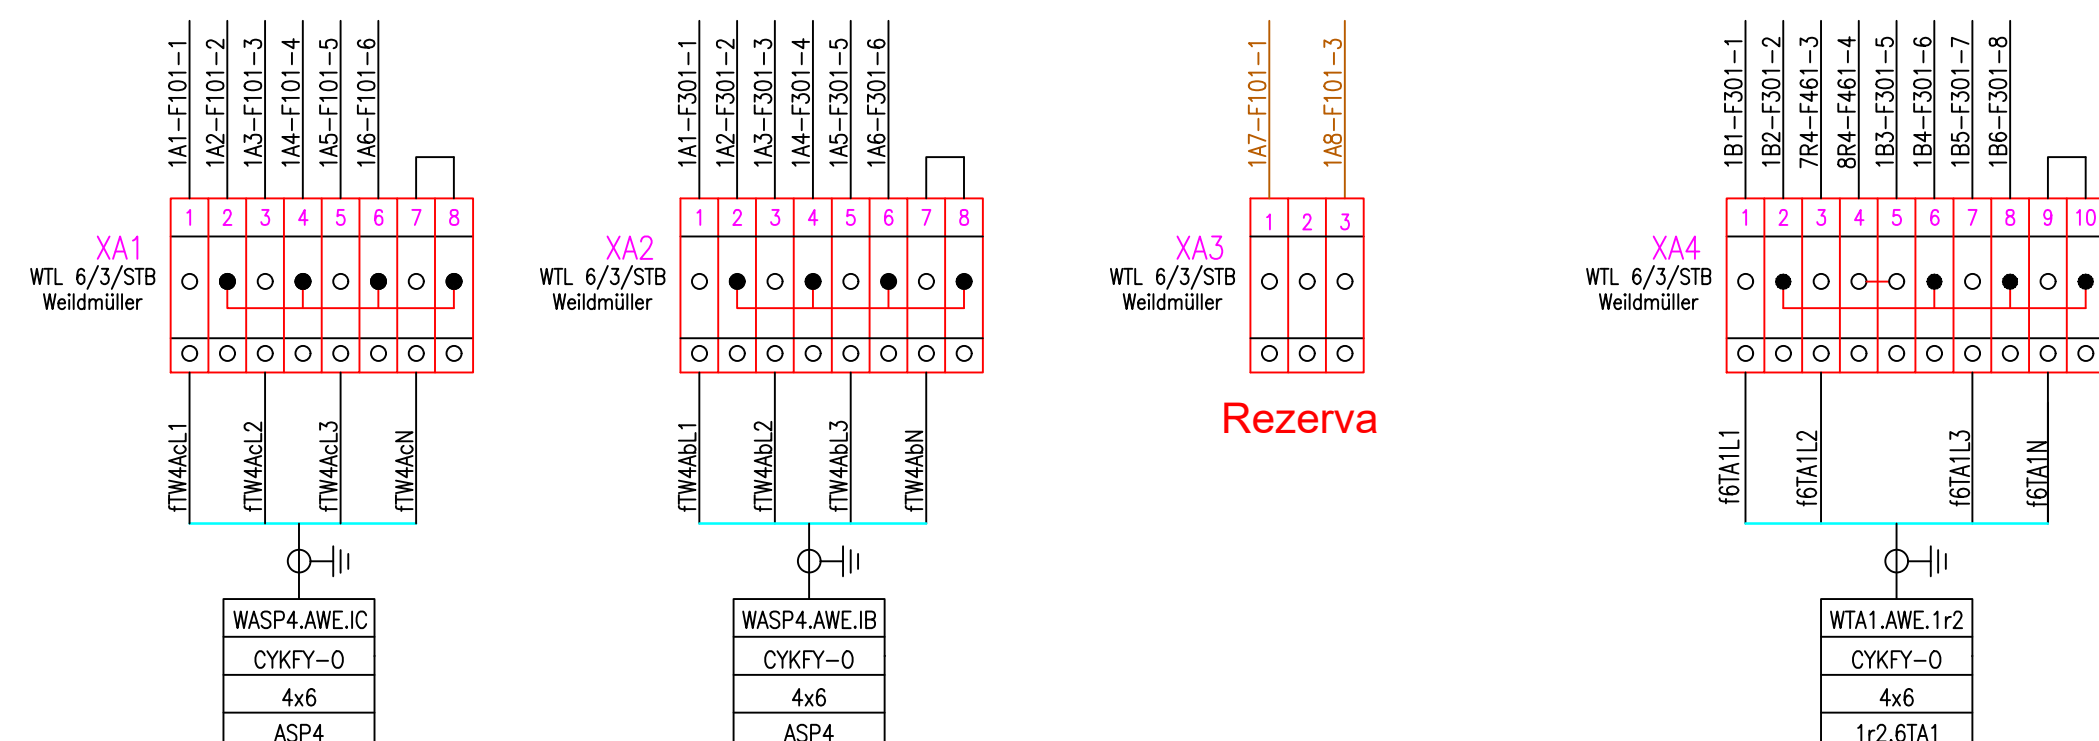 1A1-F101-1
1A2-F101-2
1A3-F101-3
1A4-F101-4
1A5-F101-5
1A6-F101-6
1 2 3 4 5 6 7 8
XA1
WTL 6/3/STB
Weildmüller
fTW4AcL1
fTW4AcL2
fTW4AcL3
fTW4AcN
WASP4.AWE.IC
CYKFY-O
4x6
ASP4
1A1-F301-1
1A2-F301-2
1A3-F301-3
1A4-F301-4
1A5-F301-5
1A6-F301-6
1 2 3 4 5 6 7 8
XA2
WTL 6/3/STB
Weildmüller
fTW4AbL1
fTW4AbL2
fTW4AbL3
fTW4AbN
WASP4.AWE.IB
CYKFY-O
4x6
ASP4
1A7-F101-1
1A8-F101-3
1 2 3
XA3
WTL 6/3/STB
Weildmüller
Rezerva
1B1-F301-1
1B2-F301-2
7R4-F461-3
8R4-F461-4
1B3-F301-5
1B4-F301-6
1B5-F301-7
1B6-F301-8
1 2 3 4 5 6 7 8 9 10
XA4
WTL 6/3/STB
Weildmüller
f6TA1L1
f6TA1L2
f6TA1L3
f6TA1N
WTA1.AWE.1r2
CYKFY-O
4x6
1r2.6TA1